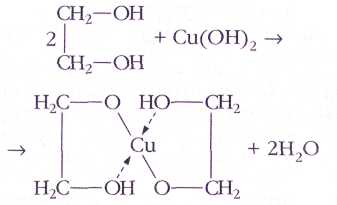 CH₂—OH
2 + Cu(OH)₂ →
CH₂—OH
H₂C—O HO—CH₂
→ Cu + 2H₂O
H₂C—OH O—CH₂